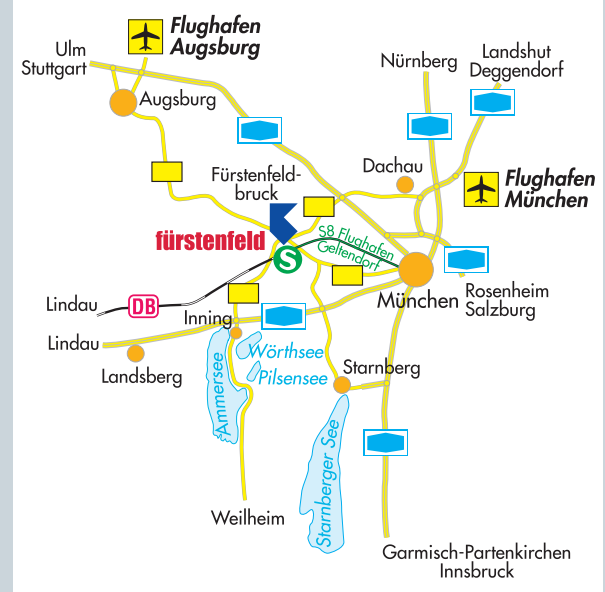 Flughafen
Augsburg
Ulm
Stuttgart
Nürnberg
Landshut
Deggendorf
Augsburg
Dachau
Fürstenfeld-
bruck
Flughafen
München
fürstenfeld
S8 Flughafen
Geltendorf
S
Lindau
DB
München
Rosenheim
Salzburg
Inning
Lindau
Wörthsee
Pilsensee
Landsberg
Starnberg
Ammersee
Starnberger See
Weilheim
Garmisch-Partenkirchen
Innsbruck